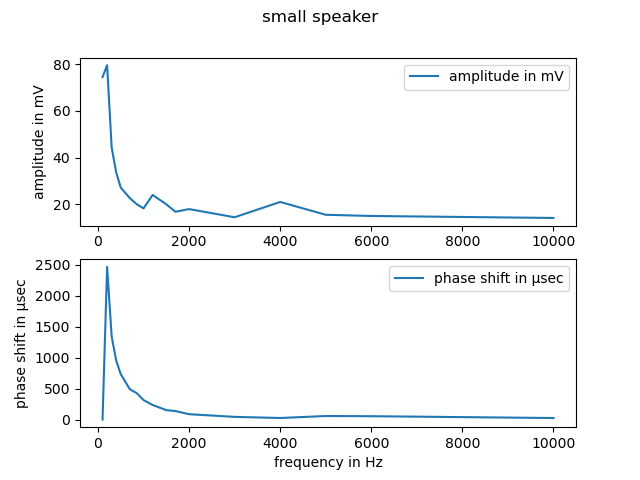 small speaker
amplitude in mV
80
60
40
20
amplitude in mV
0 2000 4000 6000 8000 10000
phase shift in µsec
2500
2000
1500
1000
500
0
phase shift in µsec
0 2000 4000 6000 8000 10000
frequency in Hz